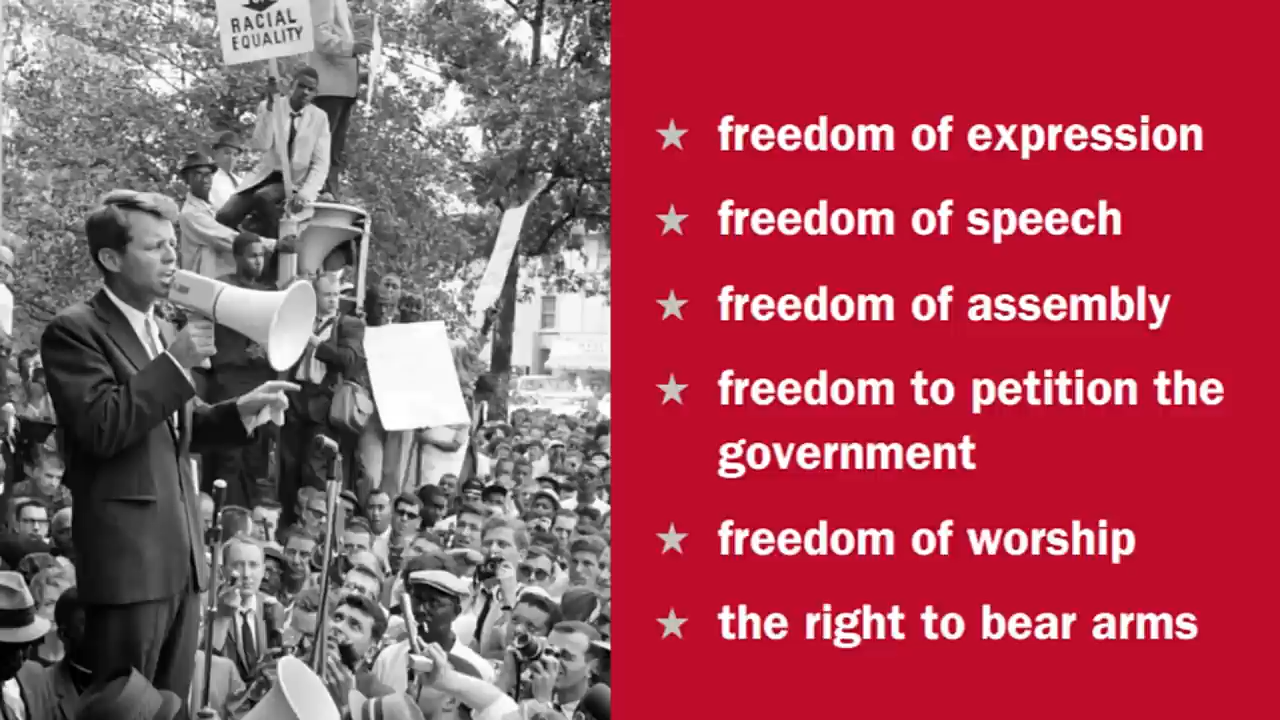 RACIAL
EQUALITY
freedom of expression
freedom of speech
freedom of assembly
freedom to petition the
government
freedom of worship
the right to bear arms